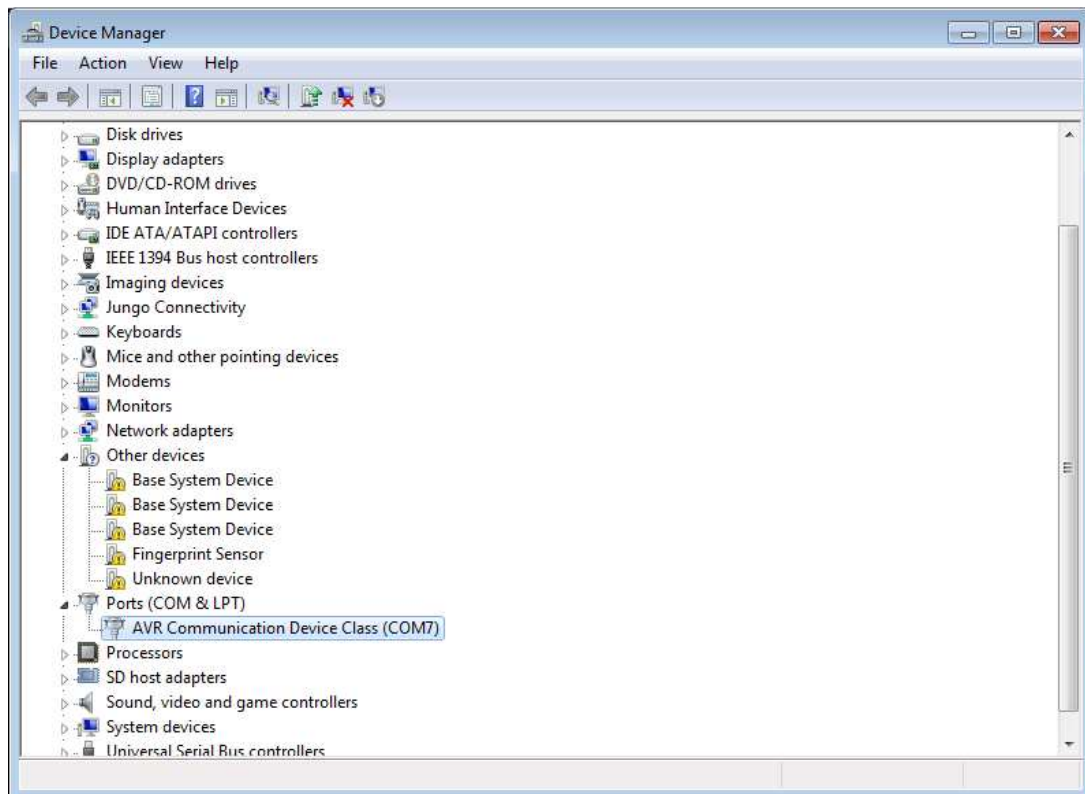 Device Manager
File Action View Help
Disk drives
Display adapters
DVD/CD-ROM drives
Human Interface Devices
IDE ATA/ATAPI controllers
IEEE 1394 Bus host controllers
Imaging devices
Jungo Connectivity
Keyboards
Mice and other pointing devices
Modems
Monitors
Network adapters
Other devices
Base System Device
Base System Device
Base System Device
Fingerprint Sensor
Unknown device
Ports (COM & LPT)
AVR Communication Device Class (COM7)
Processors
SD host adapters
Sound, video and game controllers
System devices
Universal Serial Bus controllers